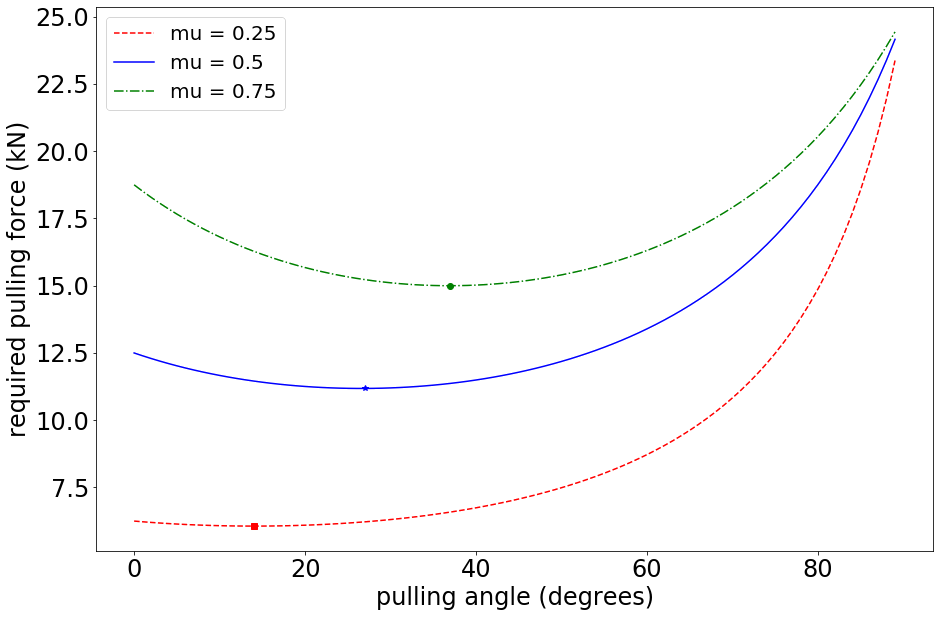 25.0
22.5
20.0
17.5
15.0
12.5
10.0
7.5
required pulling force (kN)
mu = 0.25
mu = 0.5
mu = 0.75
0 20 40 60 80
pulling angle (degrees)